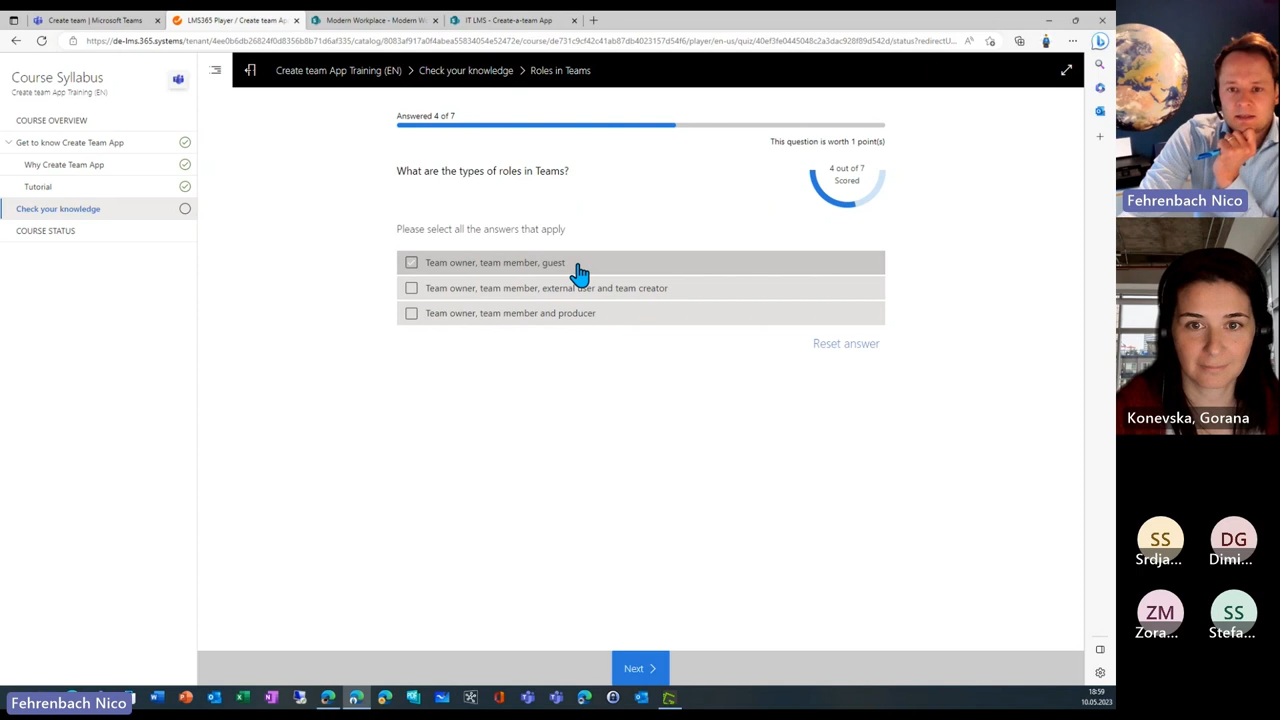 Create team | Microsoft Teams
LMS365 Player / Create team Ap
Modern Workplace - Modern W
IT LMS - Create-a-team App
Course Syllabus
Create team App Training (EN)
COURSE OVERVIEW
Get to know Create Team App
Why Create Team App
Tutorial
Check your knowledge
COURSE STATUS
Create team App Training (EN) > Check your knowledge > Roles in Teams
Answered 4 of 7
This question is worth 1 point(s)
What are the types of roles in Teams?
4 out of 7
Scored
Please select all the answers that apply
Team owner, team member, guest
Team owner, team member, external user and team creator
Team owner, team member and producer
Reset answer
Next
18:59
10.05.2023
Fehrenbach Nico
Fehrenbach Nico
Konevska, Gorana
SS
Srdja...
DG
Dimi...
ZM
Zora...
SS
Stefa...